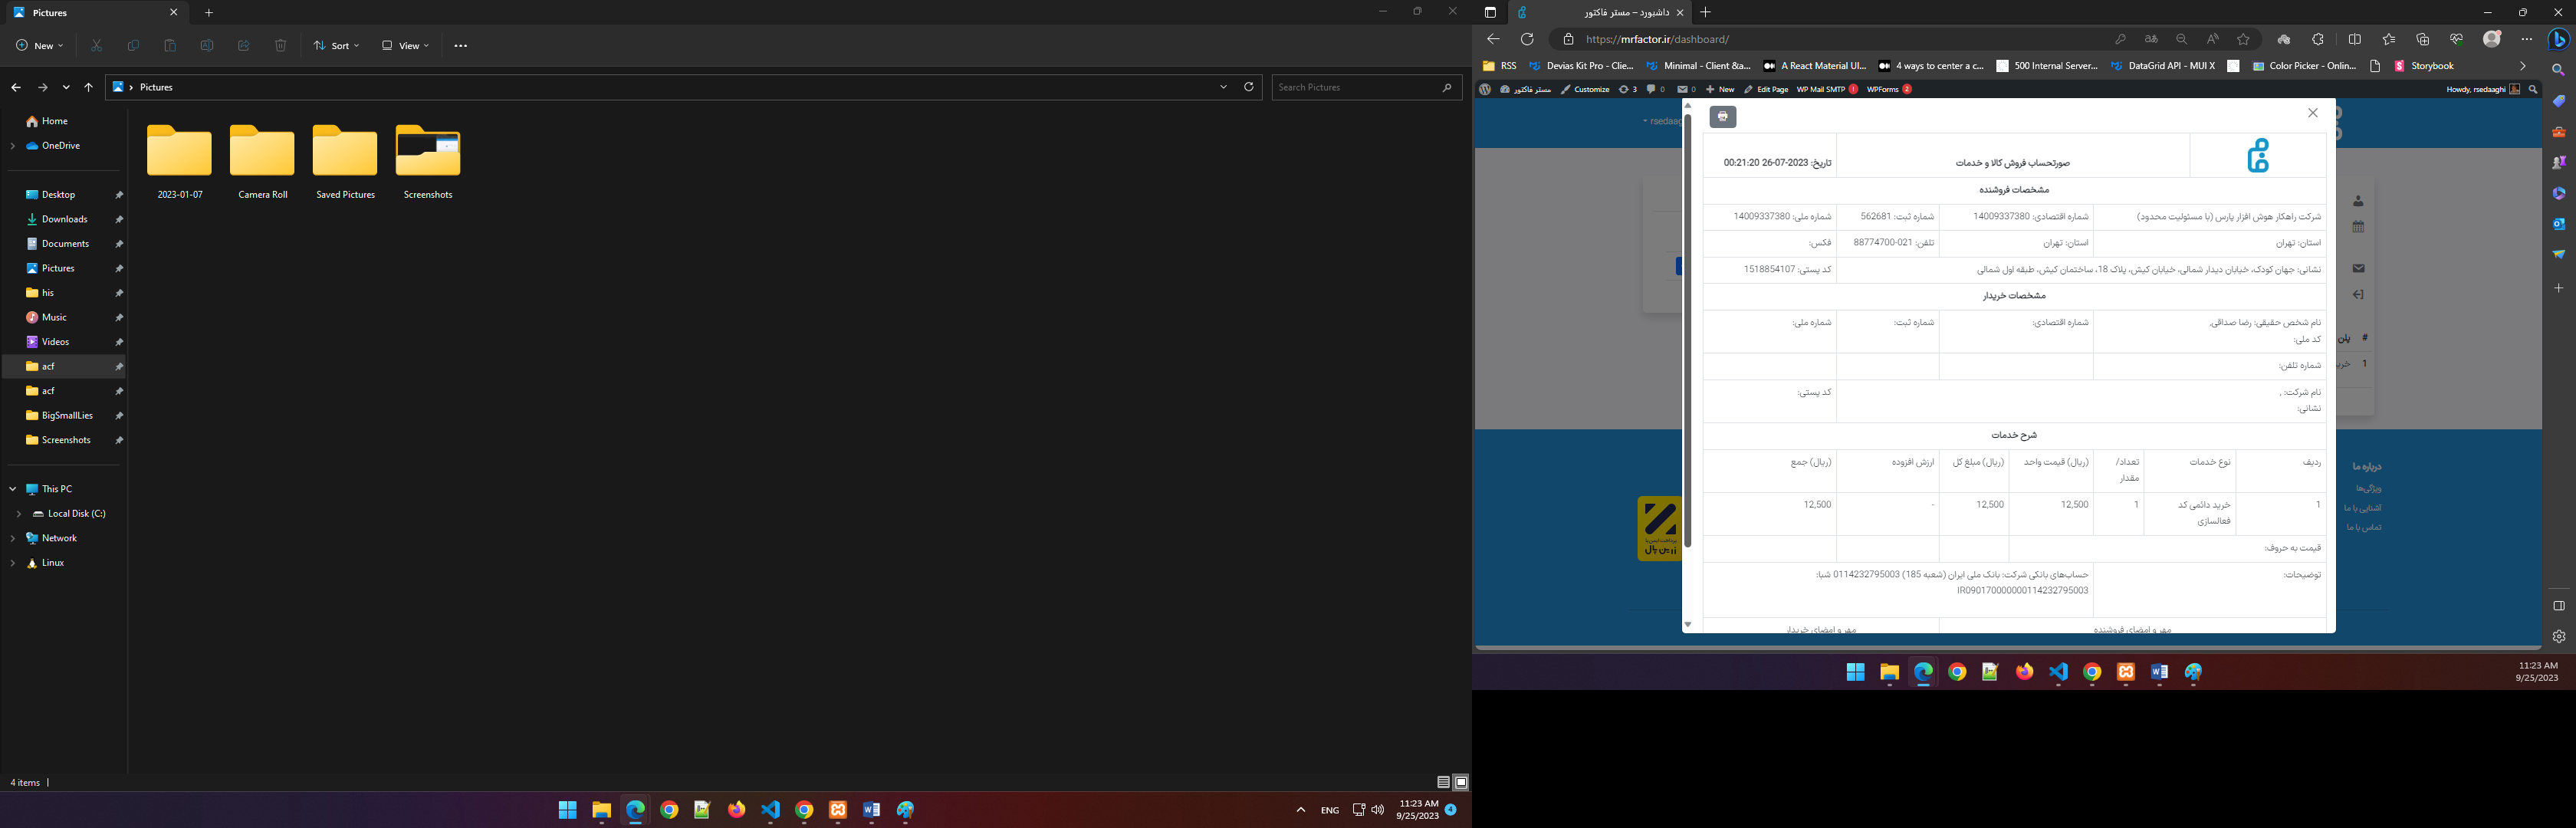 Pictures
New
Sort
View
Pictures
Search Pictures
Home
OneDrive
Desktop
Downloads
Documents
Pictures
his
Music
Videos
acf
acf
BigSmallLies
Screenshots
This PC
Local Disk (C:)
Network
Linux
2023-01-07
Camera Roll
Saved Pictures
Screenshots
4 items
ENG
11:23 AM
9/25/2023
4
داشبورد – مستر فاکتور
https://mrfactor.ir/dashboard/
RSS
Devias Kit Pro - Clie...
Minimal - Client &a...
A React Material UI...
4 ways to center a c...
500 Internal Server...
DataGrid API - MUI X
Color Picker - Onlin...
Storybook
مستر فاکتور
Customize
3
0
0
New
Edit Page
WP Mail SMTP !
WPForms 2
Howdy, rsedaaghi
rsedaag
تاریخ: 2023-07-26 00:21:20
صورتحساب فروش کالا و خدمات
مشخصات فروشنده
شرکت راهکار هوش افزار پارس (با مسئولیت محدود)
شماره اقتصادی: 14009337380
شماره ثبت: 562681
شماره ملی: 14009337380
استان: تهران
استان: تهران
تلفن: 021-88774700
فکس:
نشانی: جهان کودک، خیابان دیدار شمالی، خیابان کیش، پلاک 18، ساختمان کیش، طبقه اول شمالی
کد پستی: 1518854107
مشخصات خریدار
نام شخص حقیقی: رضا صداقی,
کد ملی:
شماره اقتصادی:
شماره ثبت:
شماره ملی:
شماره تلفن:
نام شرکت: ,
نشانی:
کد پستی:
شرح خدمات
ردیف
نوع خدمات
تعداد/
مقدار
(ریال) قیمت واحد
(ریال) مبلغ کل
ارزش افزوده
(ریال) جمع
1
خرید دائمی کد
فعالسازی
1
12,500
12,500
-
12,500
قیمت به حروف:
توضیحات:
حساب‌های بانکی شرکت: بانک ملی ایران (شعبه 185) 0114232795003 شبا:
IR090170000000114232795003
مهر و امضای فروشنده
مهر و امضای خریدار
# پلن
1 خری
درباره ما
ویژگی‌ها
آشنایی با ما
تماس با ما
زرین پال
11:23 AM
9/25/2023